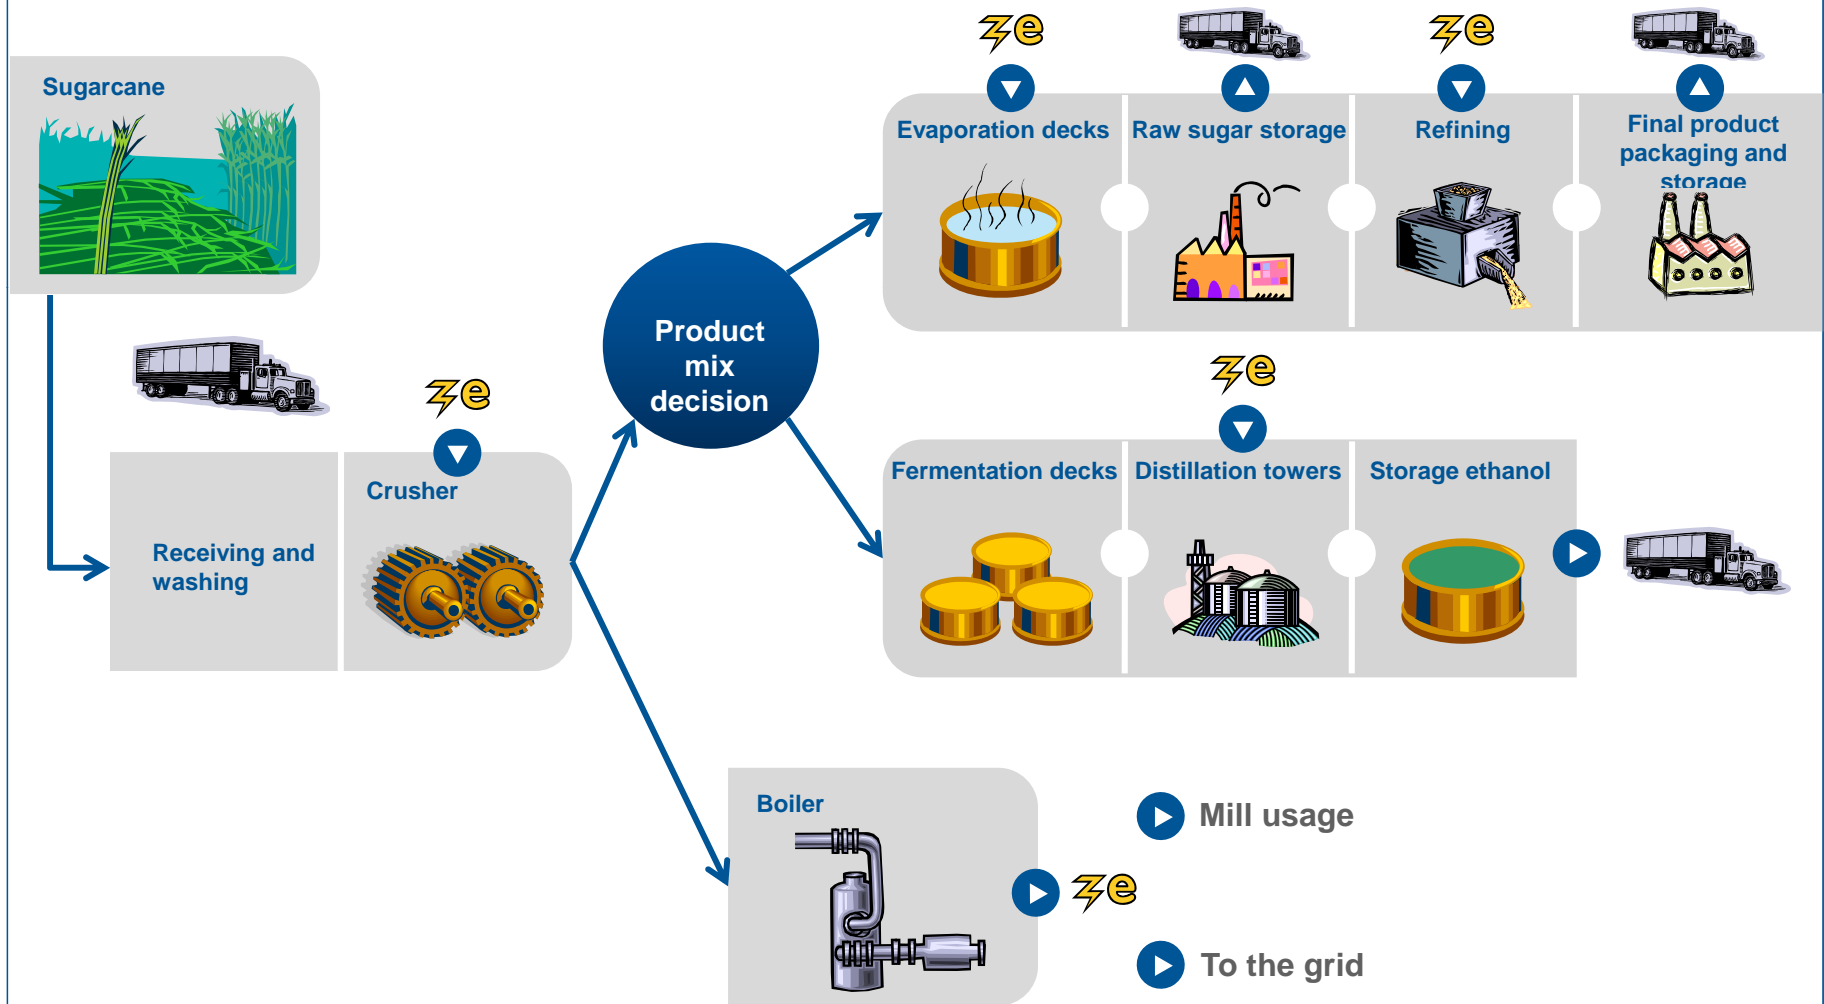 Sugarcane
Evaporation decks
Raw sugar storage
Refining
Final product
packaging and
storage
e
e
Product
mix
decision
e
e
Crusher
Receiving and
washing
Fermentation decks
Distillation towers
Storage ethanol
Boiler
Mill usage
e
To the grid